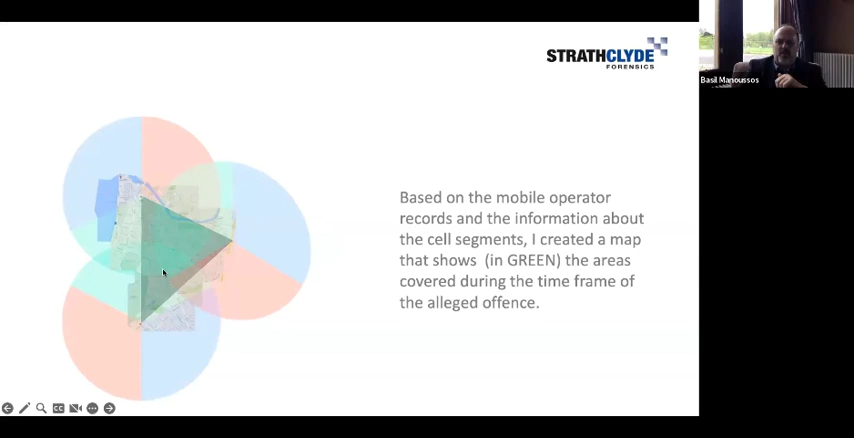 STRATHCLYDE
FORENSICS
Basil Manoussos
Based on the mobile operator
records and the information about
the cell segments, I created a map
that shows (in GREEN) the areas
covered during the time frame of
the alleged offence.
CC